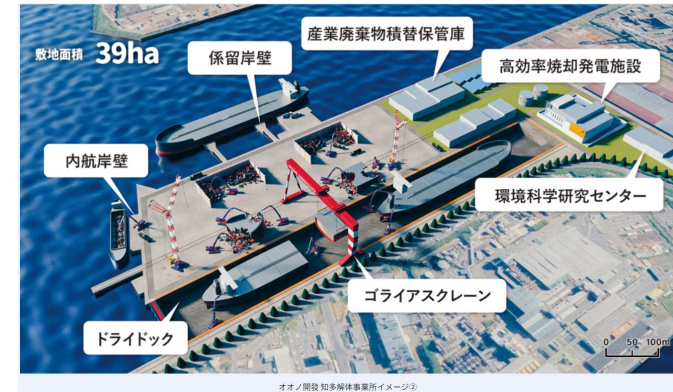 敷地面積 39ha
産業廃棄物積替保管庫
係留岸壁
高効率焼却発電施設
内航岸壁
環境科学研究センター
ゴライアスクレーン
ドライドック
0 50 100m
オオノ開發 知多解体事業所イメージ②